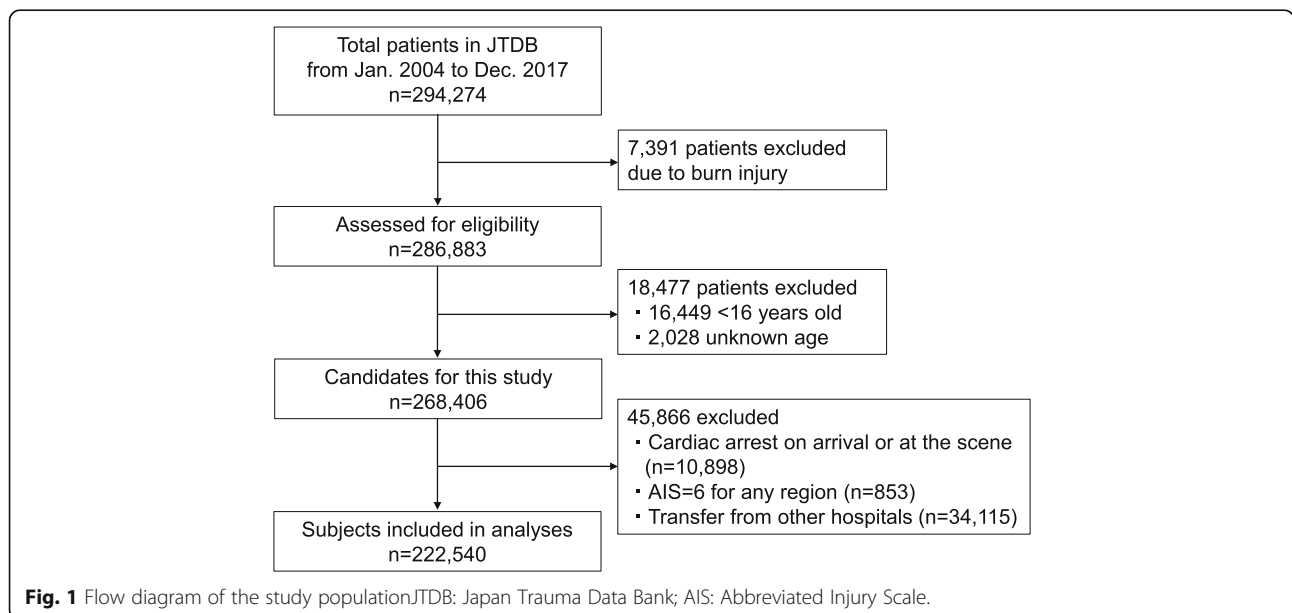 Total patients in JTDB
from Jan. 2004 to Dec. 2017
n=294,274
7,391 patients excluded
due to burn injury
Assessed for eligibility
n=286,883
18,477 patients excluded
・16,449 <16 years old
・2,028 unknown age
Candidates for this study
n=268,406
45,866 excluded
・Cardiac arrest on arrival or at the scene
(n=10,898)
・AIS=6 for any region (n=853)
・Transfer from other hospitals (n=34,115)
Subjects included in analyses
n=222,540
Fig. 1 Flow diagram of the study populationJTDB: Japan Trauma Data Bank; AIS: Abbreviated Injury Scale.